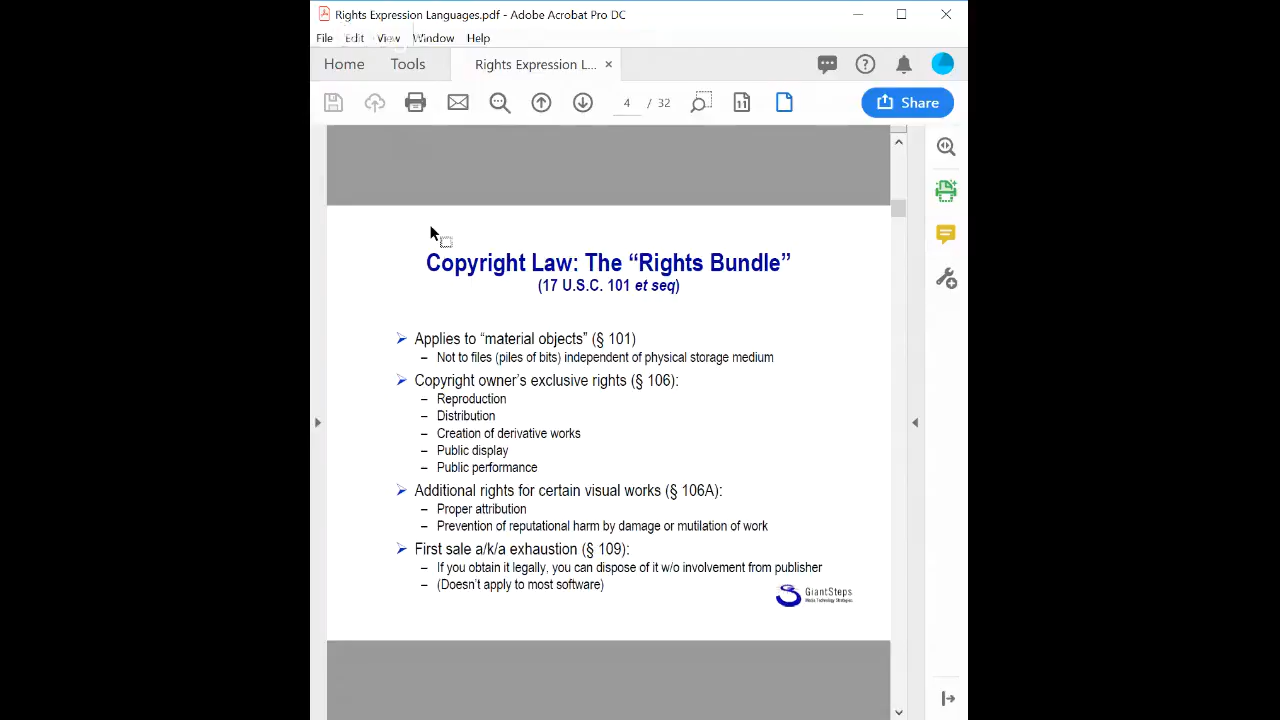 Rights Expression Languages.pdf - Adobe Acrobat Pro DC
File Edit View Window Help
Home Tools Rights Expression L... ×
4 / 32 Share
Copyright Law: The “Rights Bundle”
(17 U.S.C. 101 et seq)
➢ Applies to “material objects” (§ 101)
– Not to files (piles of bits) independent of physical storage medium
➢ Copyright owner’s exclusive rights (§ 106):
– Reproduction
– Distribution
– Creation of derivative works
– Public display
– Public performance
➢ Additional rights for certain visual works (§ 106A):
– Proper attribution
– Prevention of reputational harm by damage or mutilation of work
➢ First sale a/k/a exhaustion (§ 109):
– If you obtain it legally, you can dispose of it w/o involvement from publisher
– (Doesn’t apply to most software)
GiantSteps
Media Technology Strategies